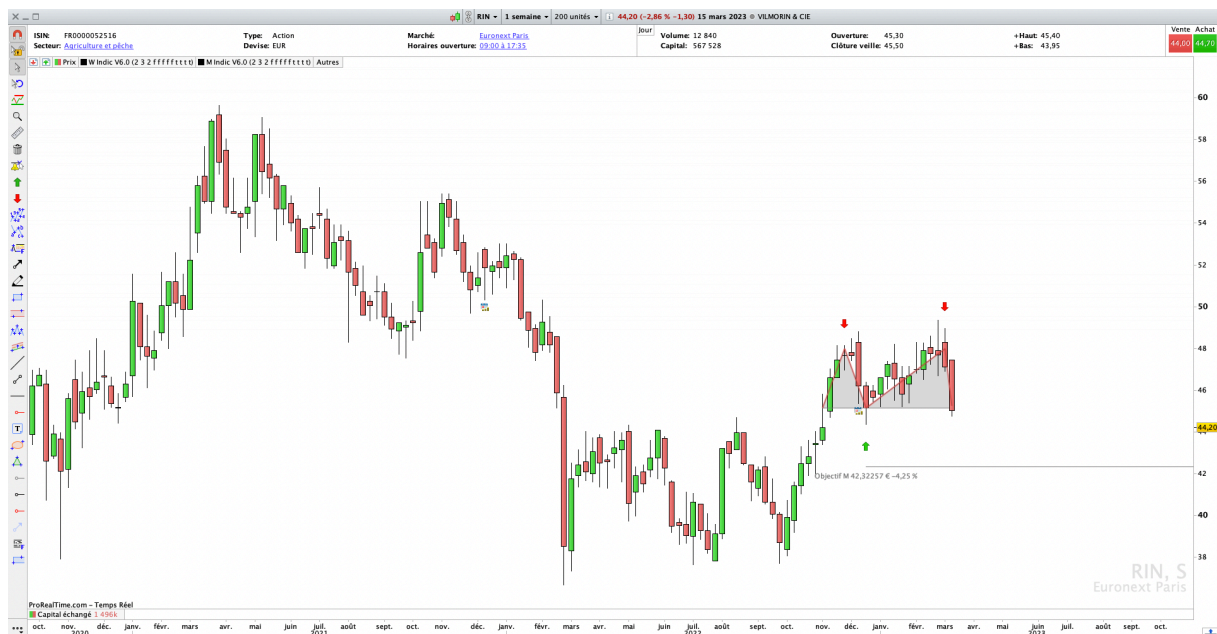 RIN 1 semaine 200 unités i 44,20 (-2,86 % -1,30) 15 mars 2023 VILMORIN & CIE
ISIN: FR0000052516 Type: Action Marché: Euronext Paris Jour Volume: 12 840 Ouverture: 45,30 +Haut: 45,40 Vente Achat
Secteur: Agriculture et pêche Devise: EUR Horaires ouverture: 09:00 à 17:35 Capital: 567 528 Clôture veille: 45,50 +Bas: 43,95 44,00 44,70
Prix W Indic V6.0 (2 3 2 f f f f f t t t t) M Indic V6.0 (2 3 2 f f f f f t t t t) Autres
60
58
56
54
52
50
48
46
44,20
42
Objectif M 42,32257 € -4,25 %
40
38
RIN, S
Euronext Paris
ProRealTime.com - Temps Réel
Capital échangé 1 496k
oct. nov. déc. janv. févr. mars avr. mai juin juil. août sept. oct. nov. déc. janv. févr. mars avr. mai juin juil. août sept. oct. nov. déc. janv. févr. mars avr. mai juin juil. août sept. oct.
2020 2021 2022 2023